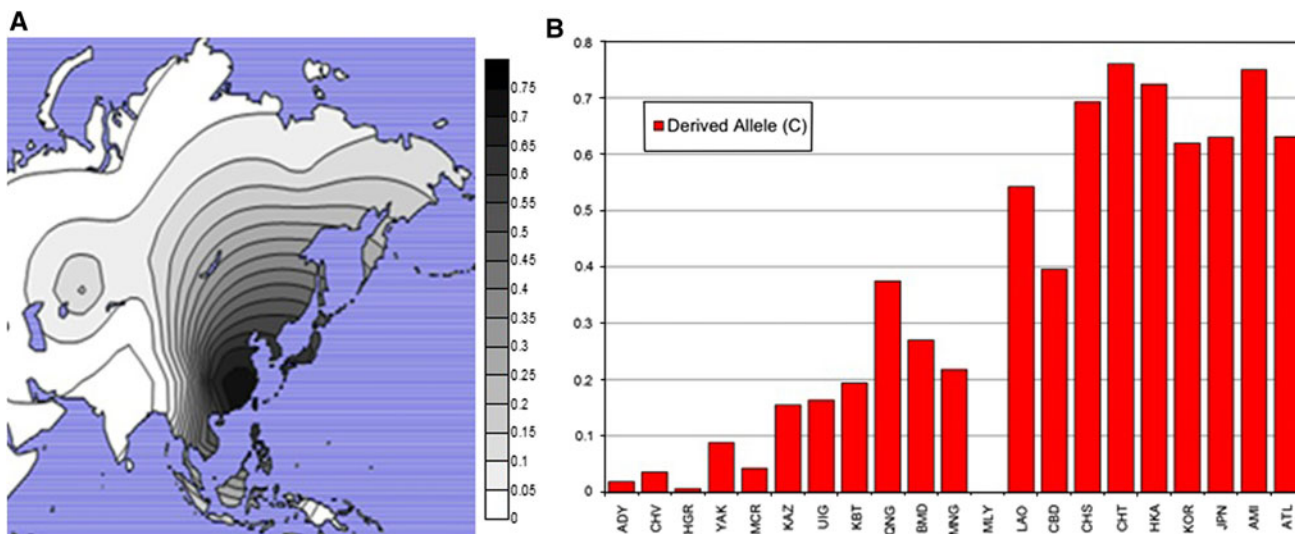 A
0.75
0.7
0.65
0.6
0.55
0.5
0.45
0.4
0.35
0.3
0.25
0.2
0.15
0.1
0.05
0
B
0.8
0.7
0.6
0.5
0.4
0.3
0.2
0.1
0
Derived Allele (C)
ADY
CHV
HGR
YAK
MCR
KAZ
UIG
KBT
QNG
BMD
MNG
MLY
LAO
CBD
CHS
CHT
HKA
KOR
JPN
AMI
ATL